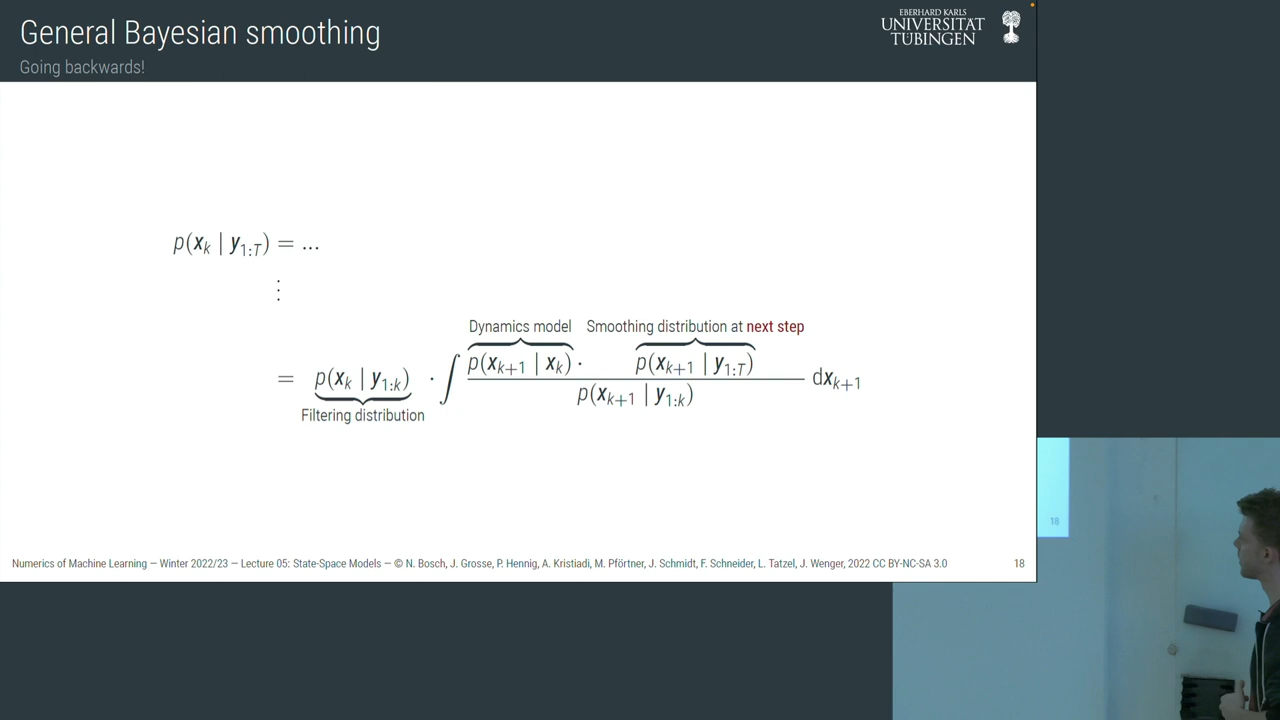 General Bayesian smoothing
Going backwards!
EBERHARD KARLS
UNIVERSITÄT
TÜBINGEN
p(x_k | y_{1:T}) = ...
⋮
Dynamics model Smoothing distribution at next step
= p(x_k | y_{1:k}) · ∫ p(x_{k+1} | x_k) · p(x_{k+1} | y_{1:T}) / p(x_{k+1} | y_{1:k}) dx_{k+1}
Filtering distribution
Numerics of Machine Learning — Winter 2022/23 — Lecture 05: State-Space Models — © N. Bosch, J. Grosse, P. Hennig, A. Kristiadi, M. Pförtner, J. Schmidt, F. Schneider, L. Tatzel, J. Wenger, 2022 CC BY-NC-SA 3.0 18
18